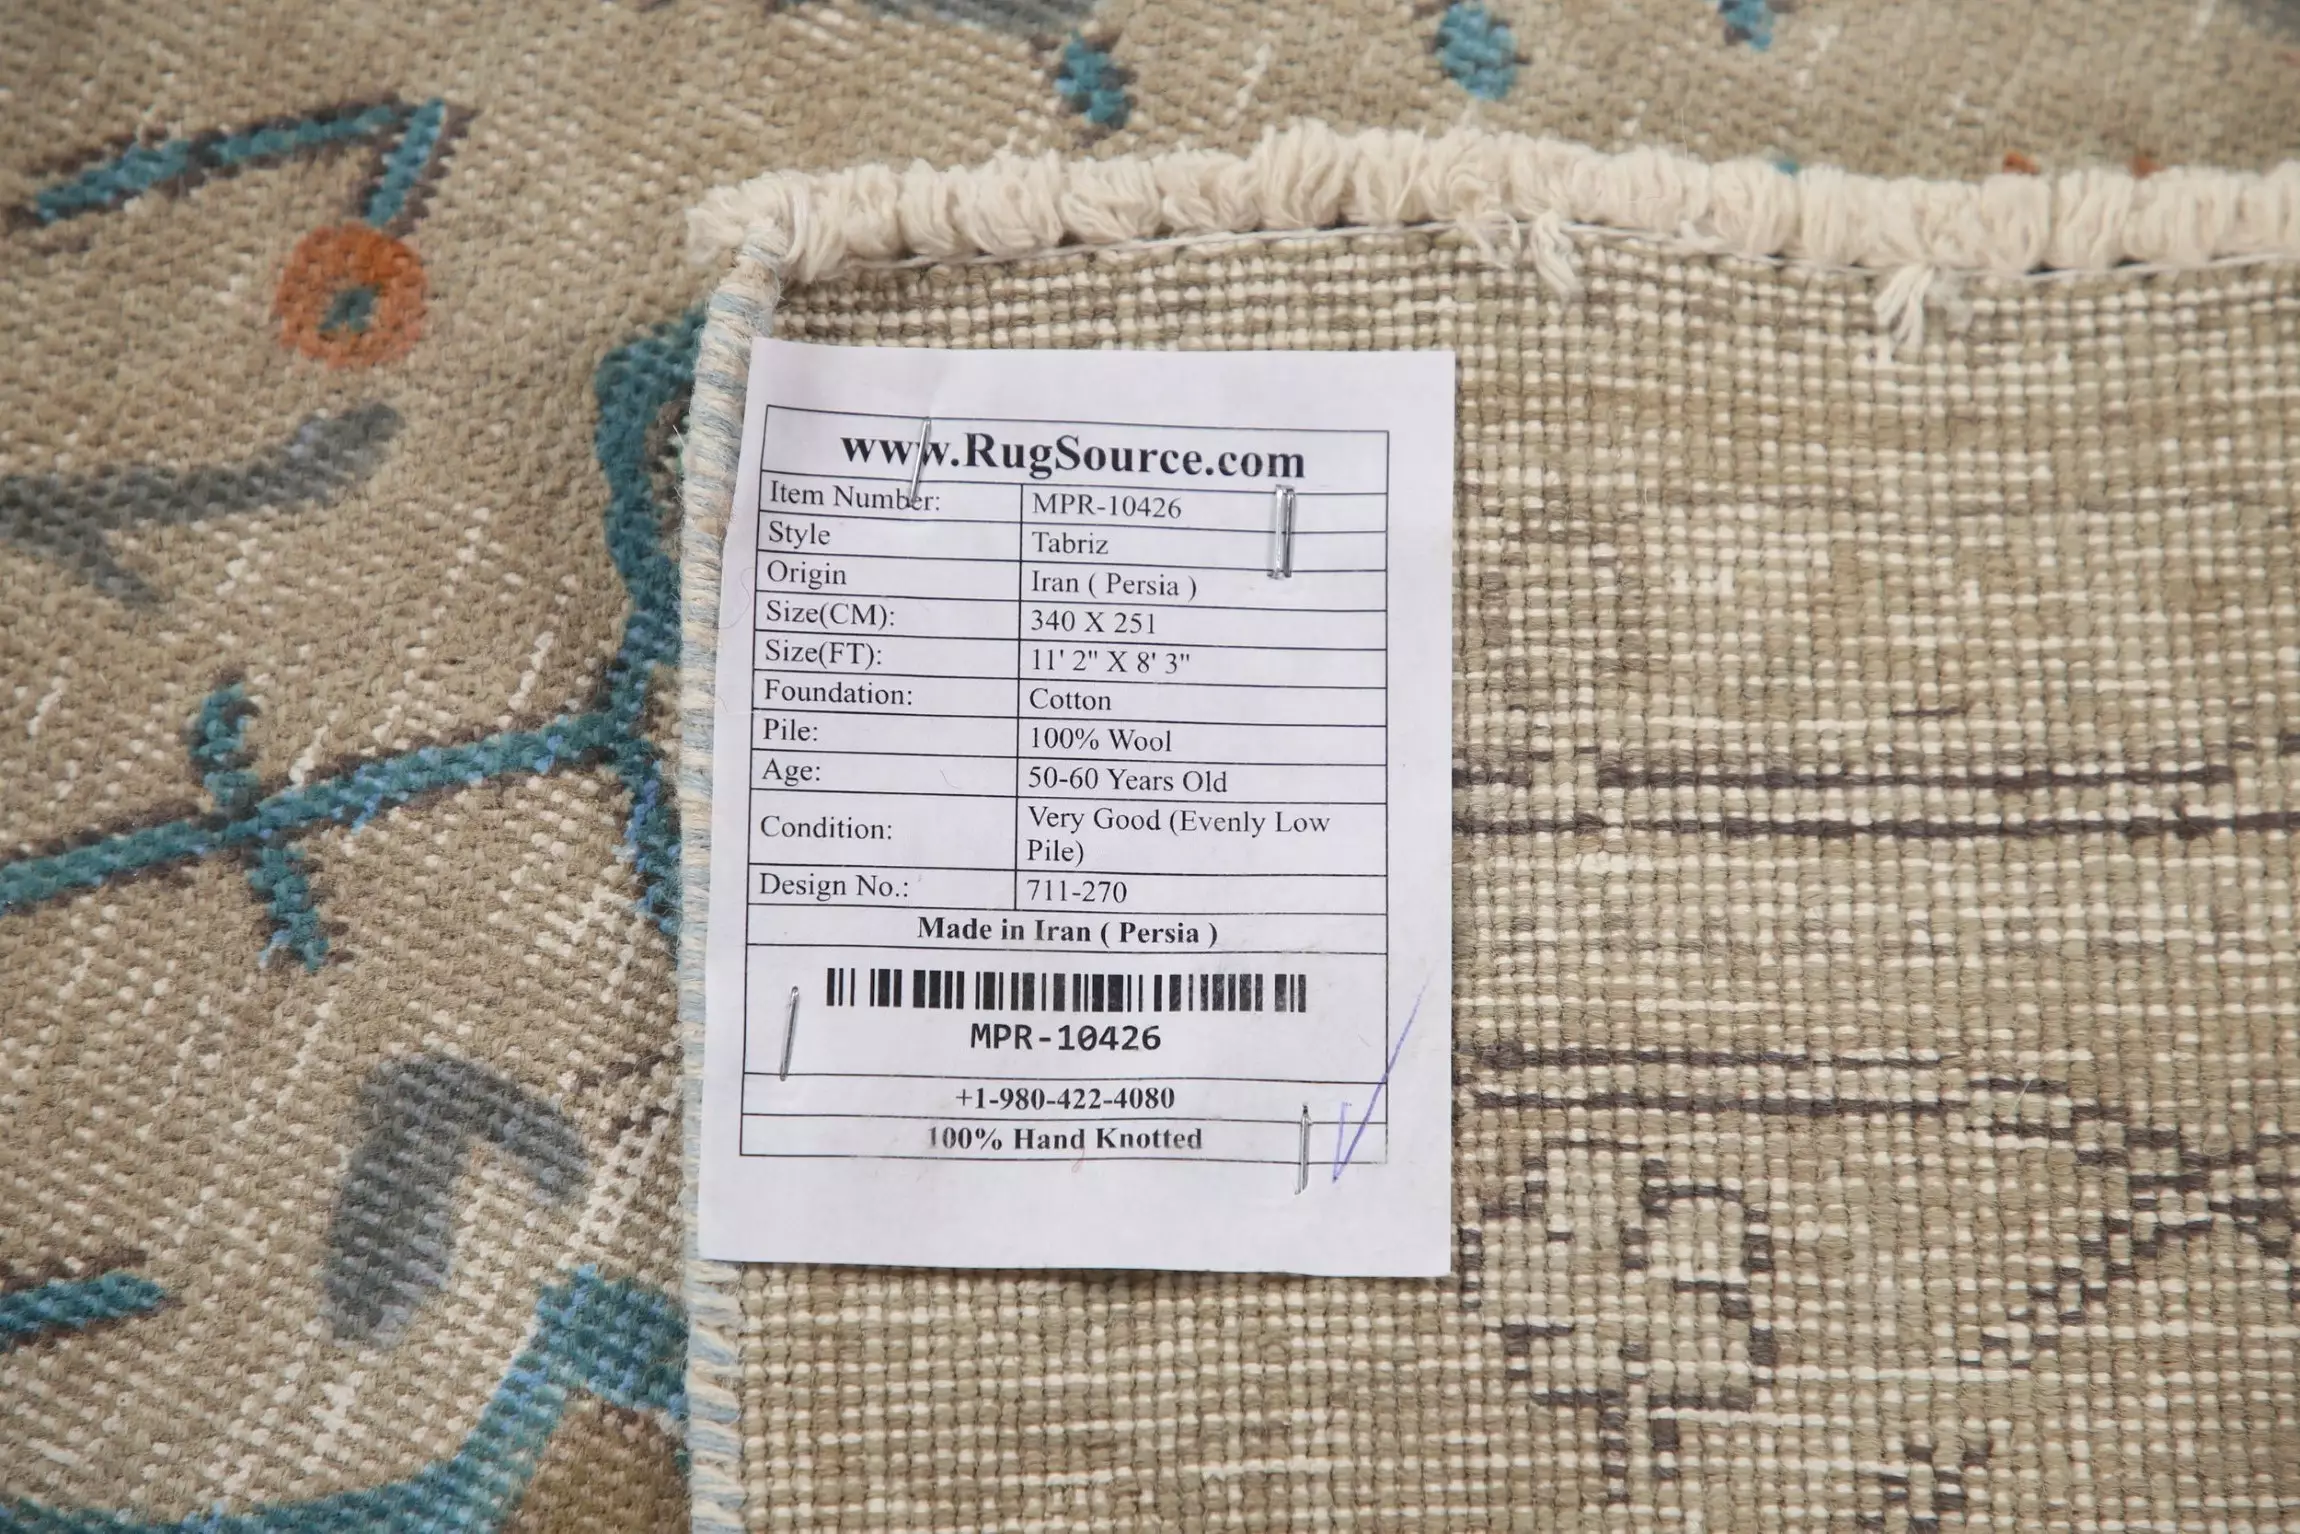 www.RugSource.com
Item Number: MPR-10426
Style Tabriz
Origin Iran ( Persia )
Size(CM): 340 X 251
Size(FT): 11' 2" X 8' 3"
Foundation: Cotton
Pile: 100% Wool
Age: 50-60 Years Old
Condition: Very Good (Evenly Low
Pile)
Design No.: 711-270
Made in Iran ( Persia )
MPR-10426
+1-980-422-4080
100% Hand Knotted